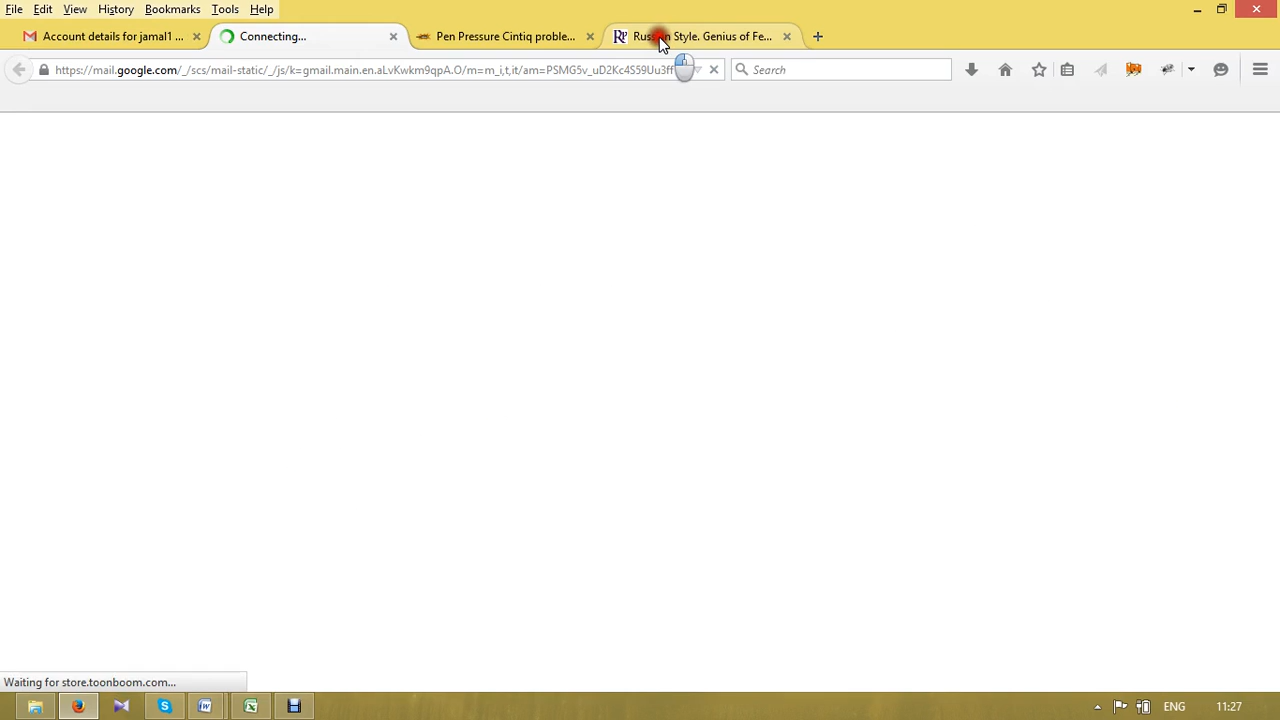 File Edit View History Bookmarks Tools Help
Account details for jamal1 ... Connecting... Pen Pressure Cintiq proble... Russian Style. Genius of Fe...
https://mail.google.com/_/scs/mail-static/_/js/k=gmail.main.en.aLvKwkm9qpA.O/m=m_i,t,it/am=PSMG5v_uD2Kc4S59Uu3ff Search
Waiting for store.toonboom.com...
ENG 11:27